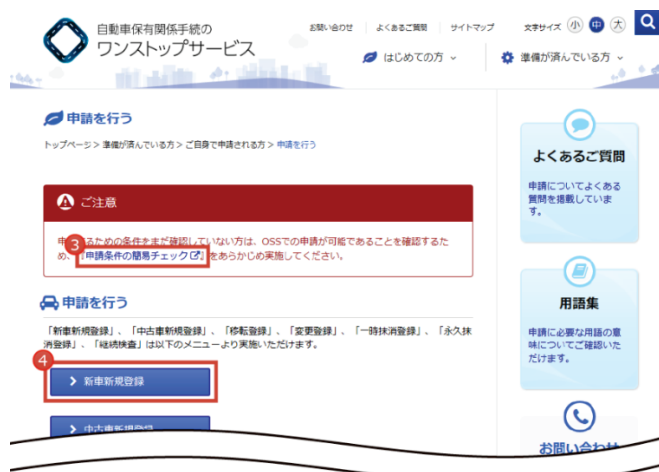 自動車保有関係手続の
ワンストップサービス
お問い合わせ
よくあるご質問
サイトマップ
文字サイズ 小 中 大
はじめての方
準備が済んでいる方
申請を行う
トップページ > 準備が済んでいる方 > ご自身で申請される方 > 申請を行う
ご注意
申
るための条件をまだ確認していない方は、OSSでの申請が可能であることを確認するた
め、『申請条件の簡易チェック』をあらかじめ実施してください。
3
申請を行う
「新車新規登録」、「中古車新規登録」、「移転登録」、「変更登録」、「一時抹消登録」、「永久抹
消登録」、「継続検査」は以下のメニューより実施いただけます。
4
新車新規登録
中古車新規登録
よくあるご質問
申請についてよくある
質問を掲載していま
す。
用語集
申請に必要な用語の意
味についてご確認いた
だけます。
お問い合わせ